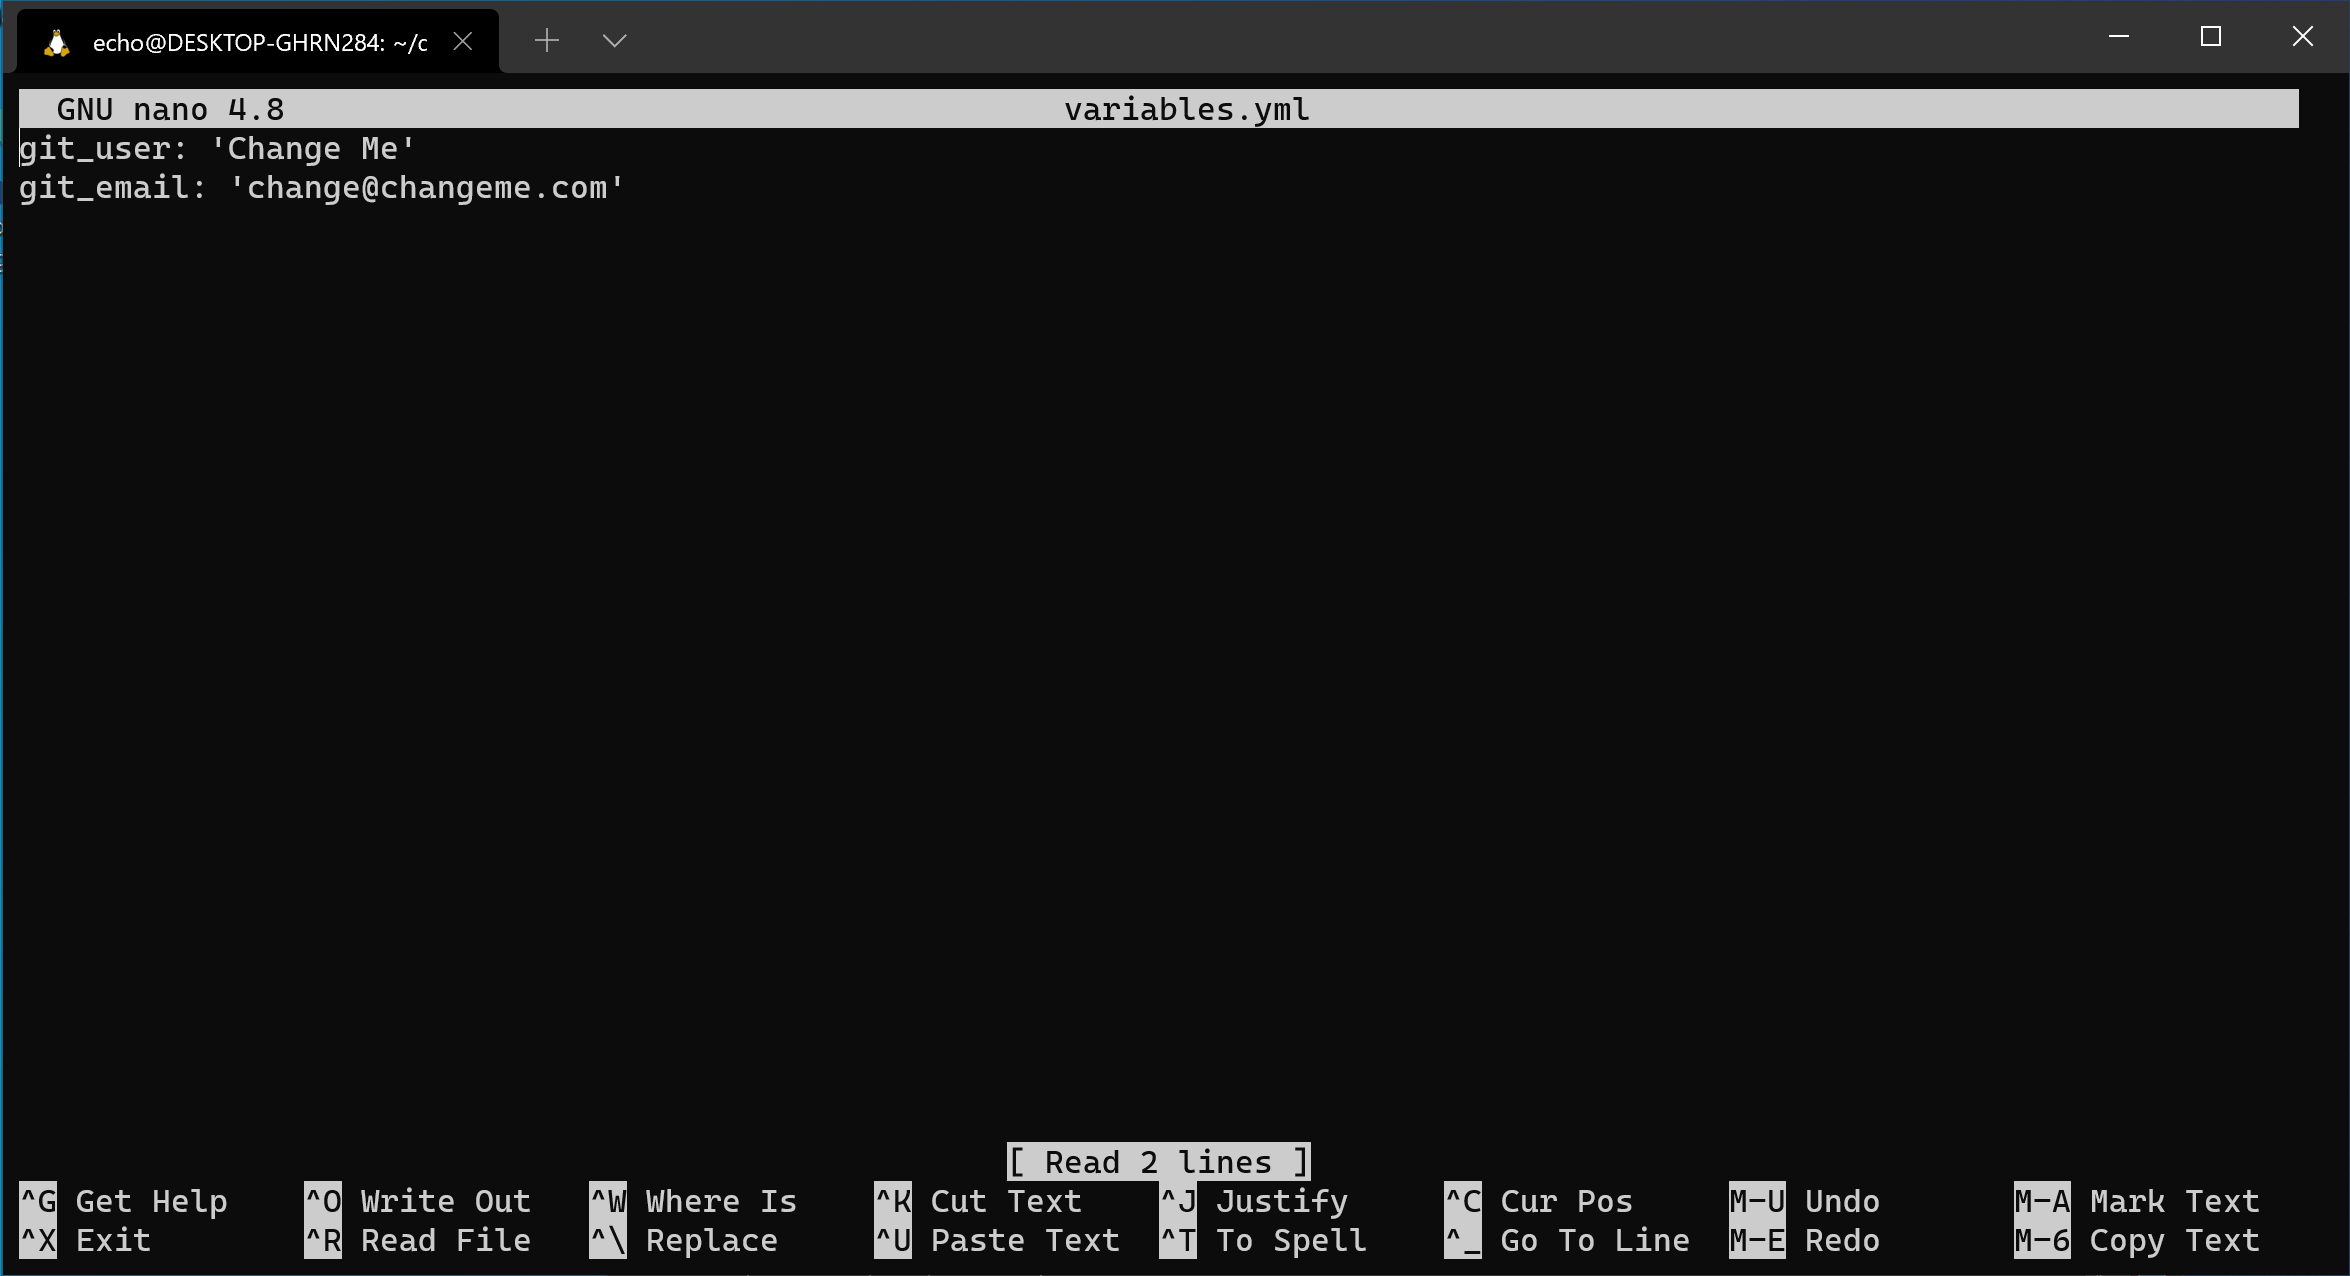 echo@DESKTOP-GHRN284: ~/c
GNU nano 4.8 variables.yml
git_user: 'Change Me'
git_email: 'change@changeme.com'
[ Read 2 lines ]
^G Get Help ^O Write Out ^W Where Is ^K Cut Text ^J Justify ^C Cur Pos M-U Undo M-A Mark Text
^X Exit ^R Read File ^\ Replace ^U Paste Text ^T To Spell ^_ Go To Line M-E Redo M-6 Copy Text